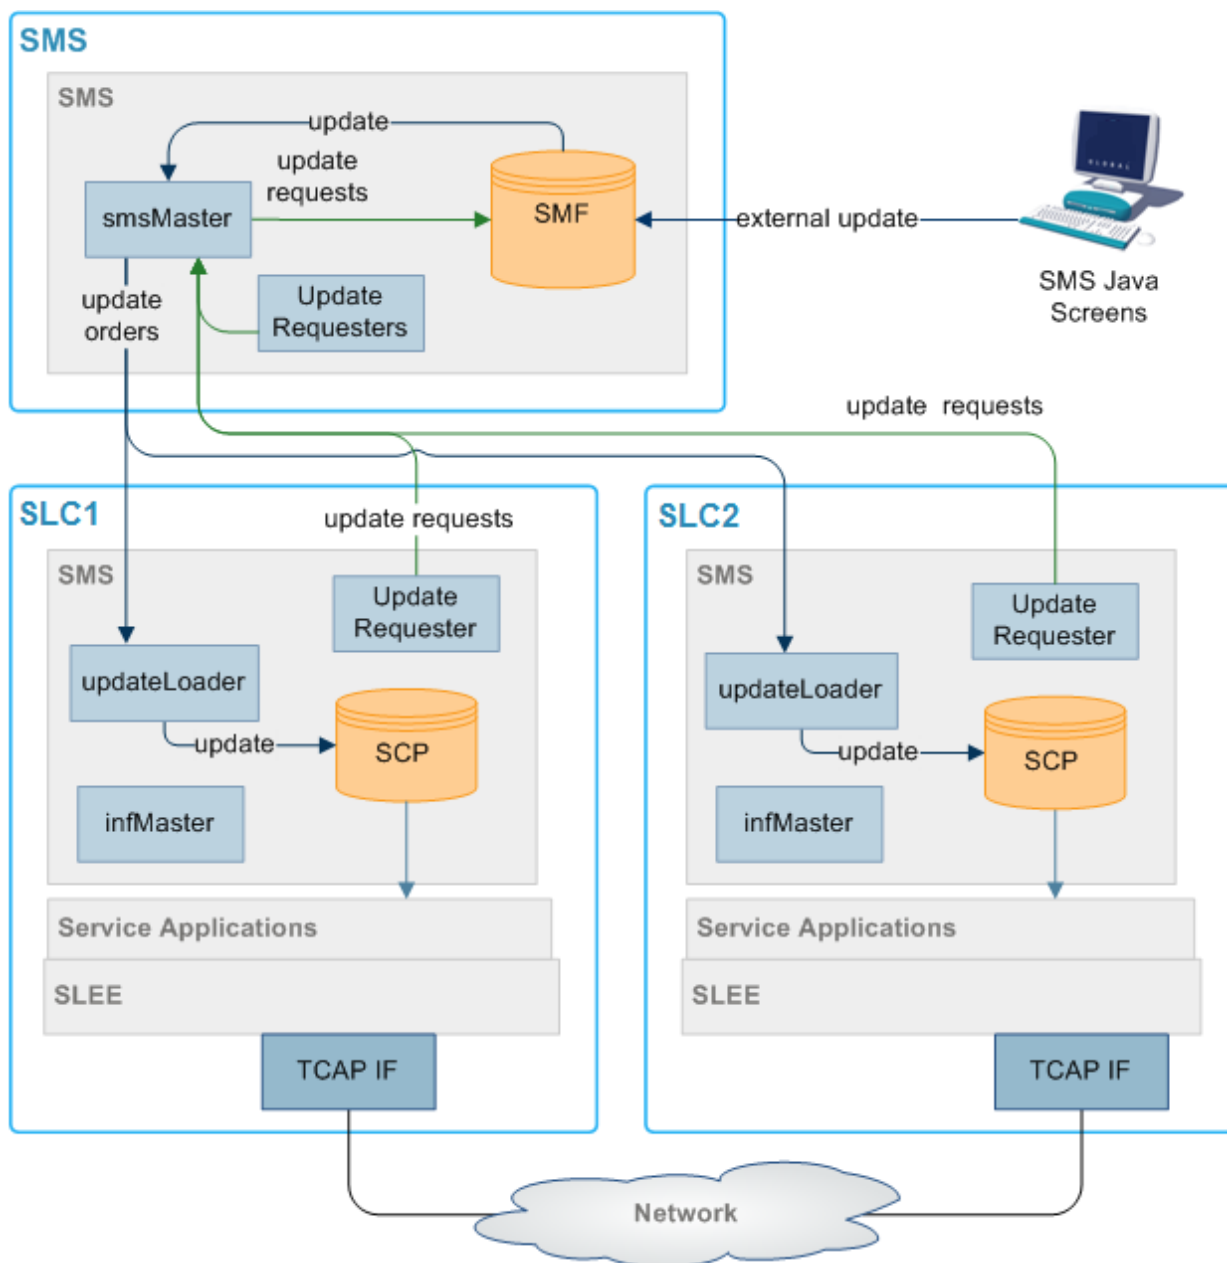 SMS
SMS
update
update
requests
smsMaster
SMF
external update
GLOBAL
SMS Java
Screens
update
orders
Update
Requesters
update requests
SLC1
update requests
SMS
Update
Requester
updateLoader
update
SCP
infMaster
Service Applications
SLEE
TCAP IF
SLC2
SMS
Update
Requester
updateLoader
update
SCP
infMaster
Service Applications
SLEE
TCAP IF
Network